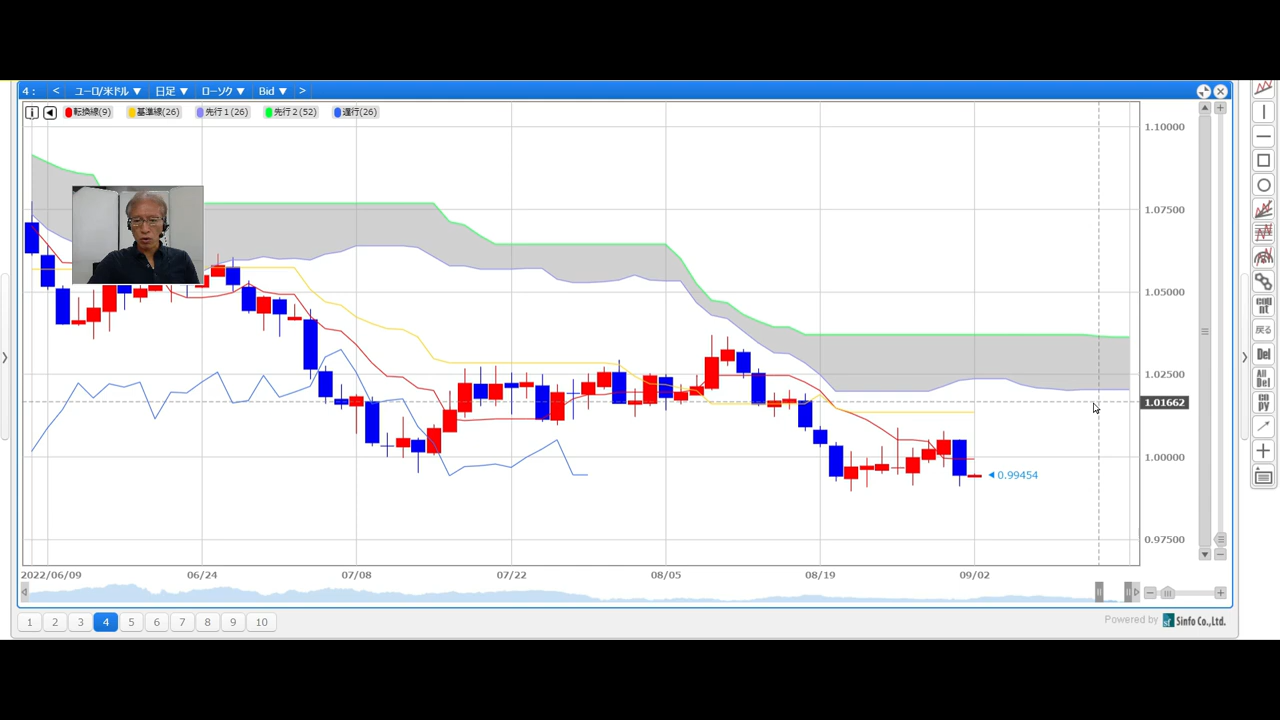 4： < ユーロ/米ドル ▼ 日足 ▼ ローソク ▼ Bid ▼ >
i 転換線(9) 基準線(26) 先行１(26) 先行２(52) 遅行(26)
1.10000
1.07500
1.05000
1.02500
1.01662
1.00000
0.99454
0.97500
2022/06/09 06/24 07/08 07/22 08/05 08/19 09/02
1 2 3 4 5 6 7 8 9 10
Powered by Sinfo Co.,Ltd.
戻る
Del
All Del
co py